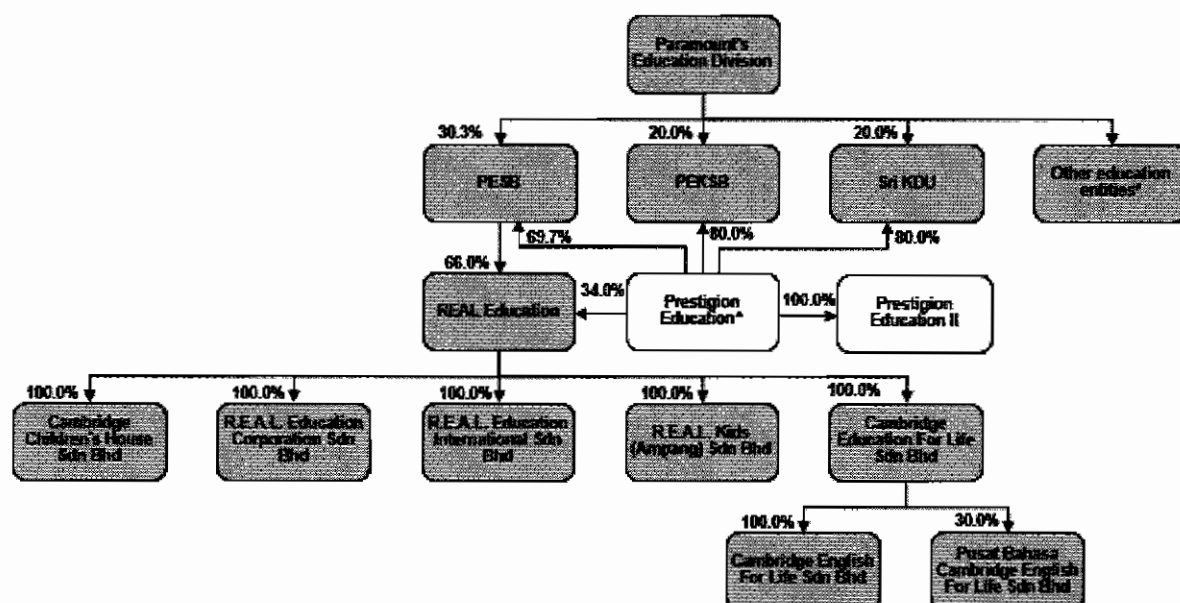 Paramount's
Education Division
30.3%
20.0%
20.0%
PESB
PEKSB
Sri KDU
Other education
entities#
69.7%
80.0%
80.0%
66.0%
REAL Education
34.0%
Prestigion
Education^
100.0%
Prestigion
Education II
100.0%
100.0%
100.0%
100.0%
100.0%
Cambridge
Children's House
Sdn Bhd
R.E.A.L. Education
Corporation Sdn
Bhd
R.E.A.L. Education
International Sdn
Bhd
R.E.A.L. Kids
(Ampang) Sdn Bhd
Cambridge
Education For Life
Sdn Bhd
100.0%
30.0%
Cambridge English
For Life Sdn Bhd
Pusat Bahasa
Cambridge English
For Life Sdn Bhd